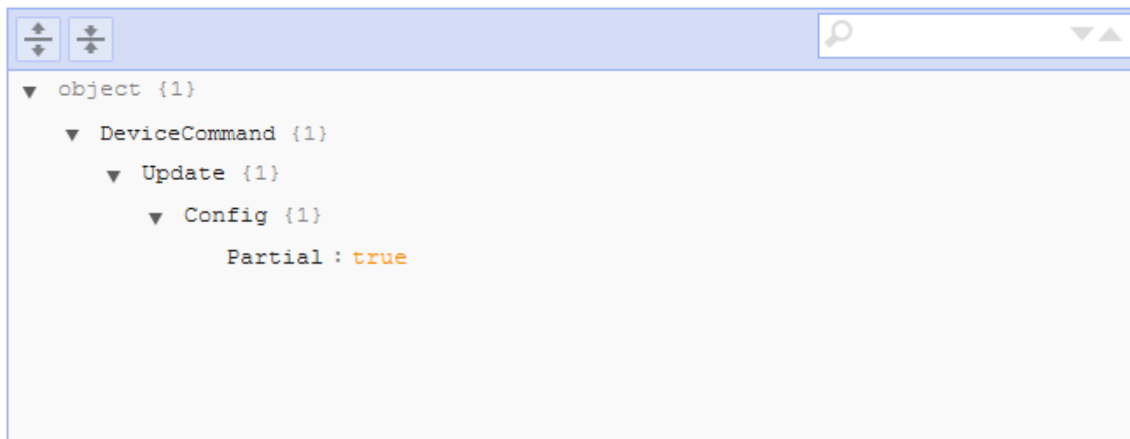 object {1}
DeviceCommand {1}
Update {1}
Config {1}
Partial : true